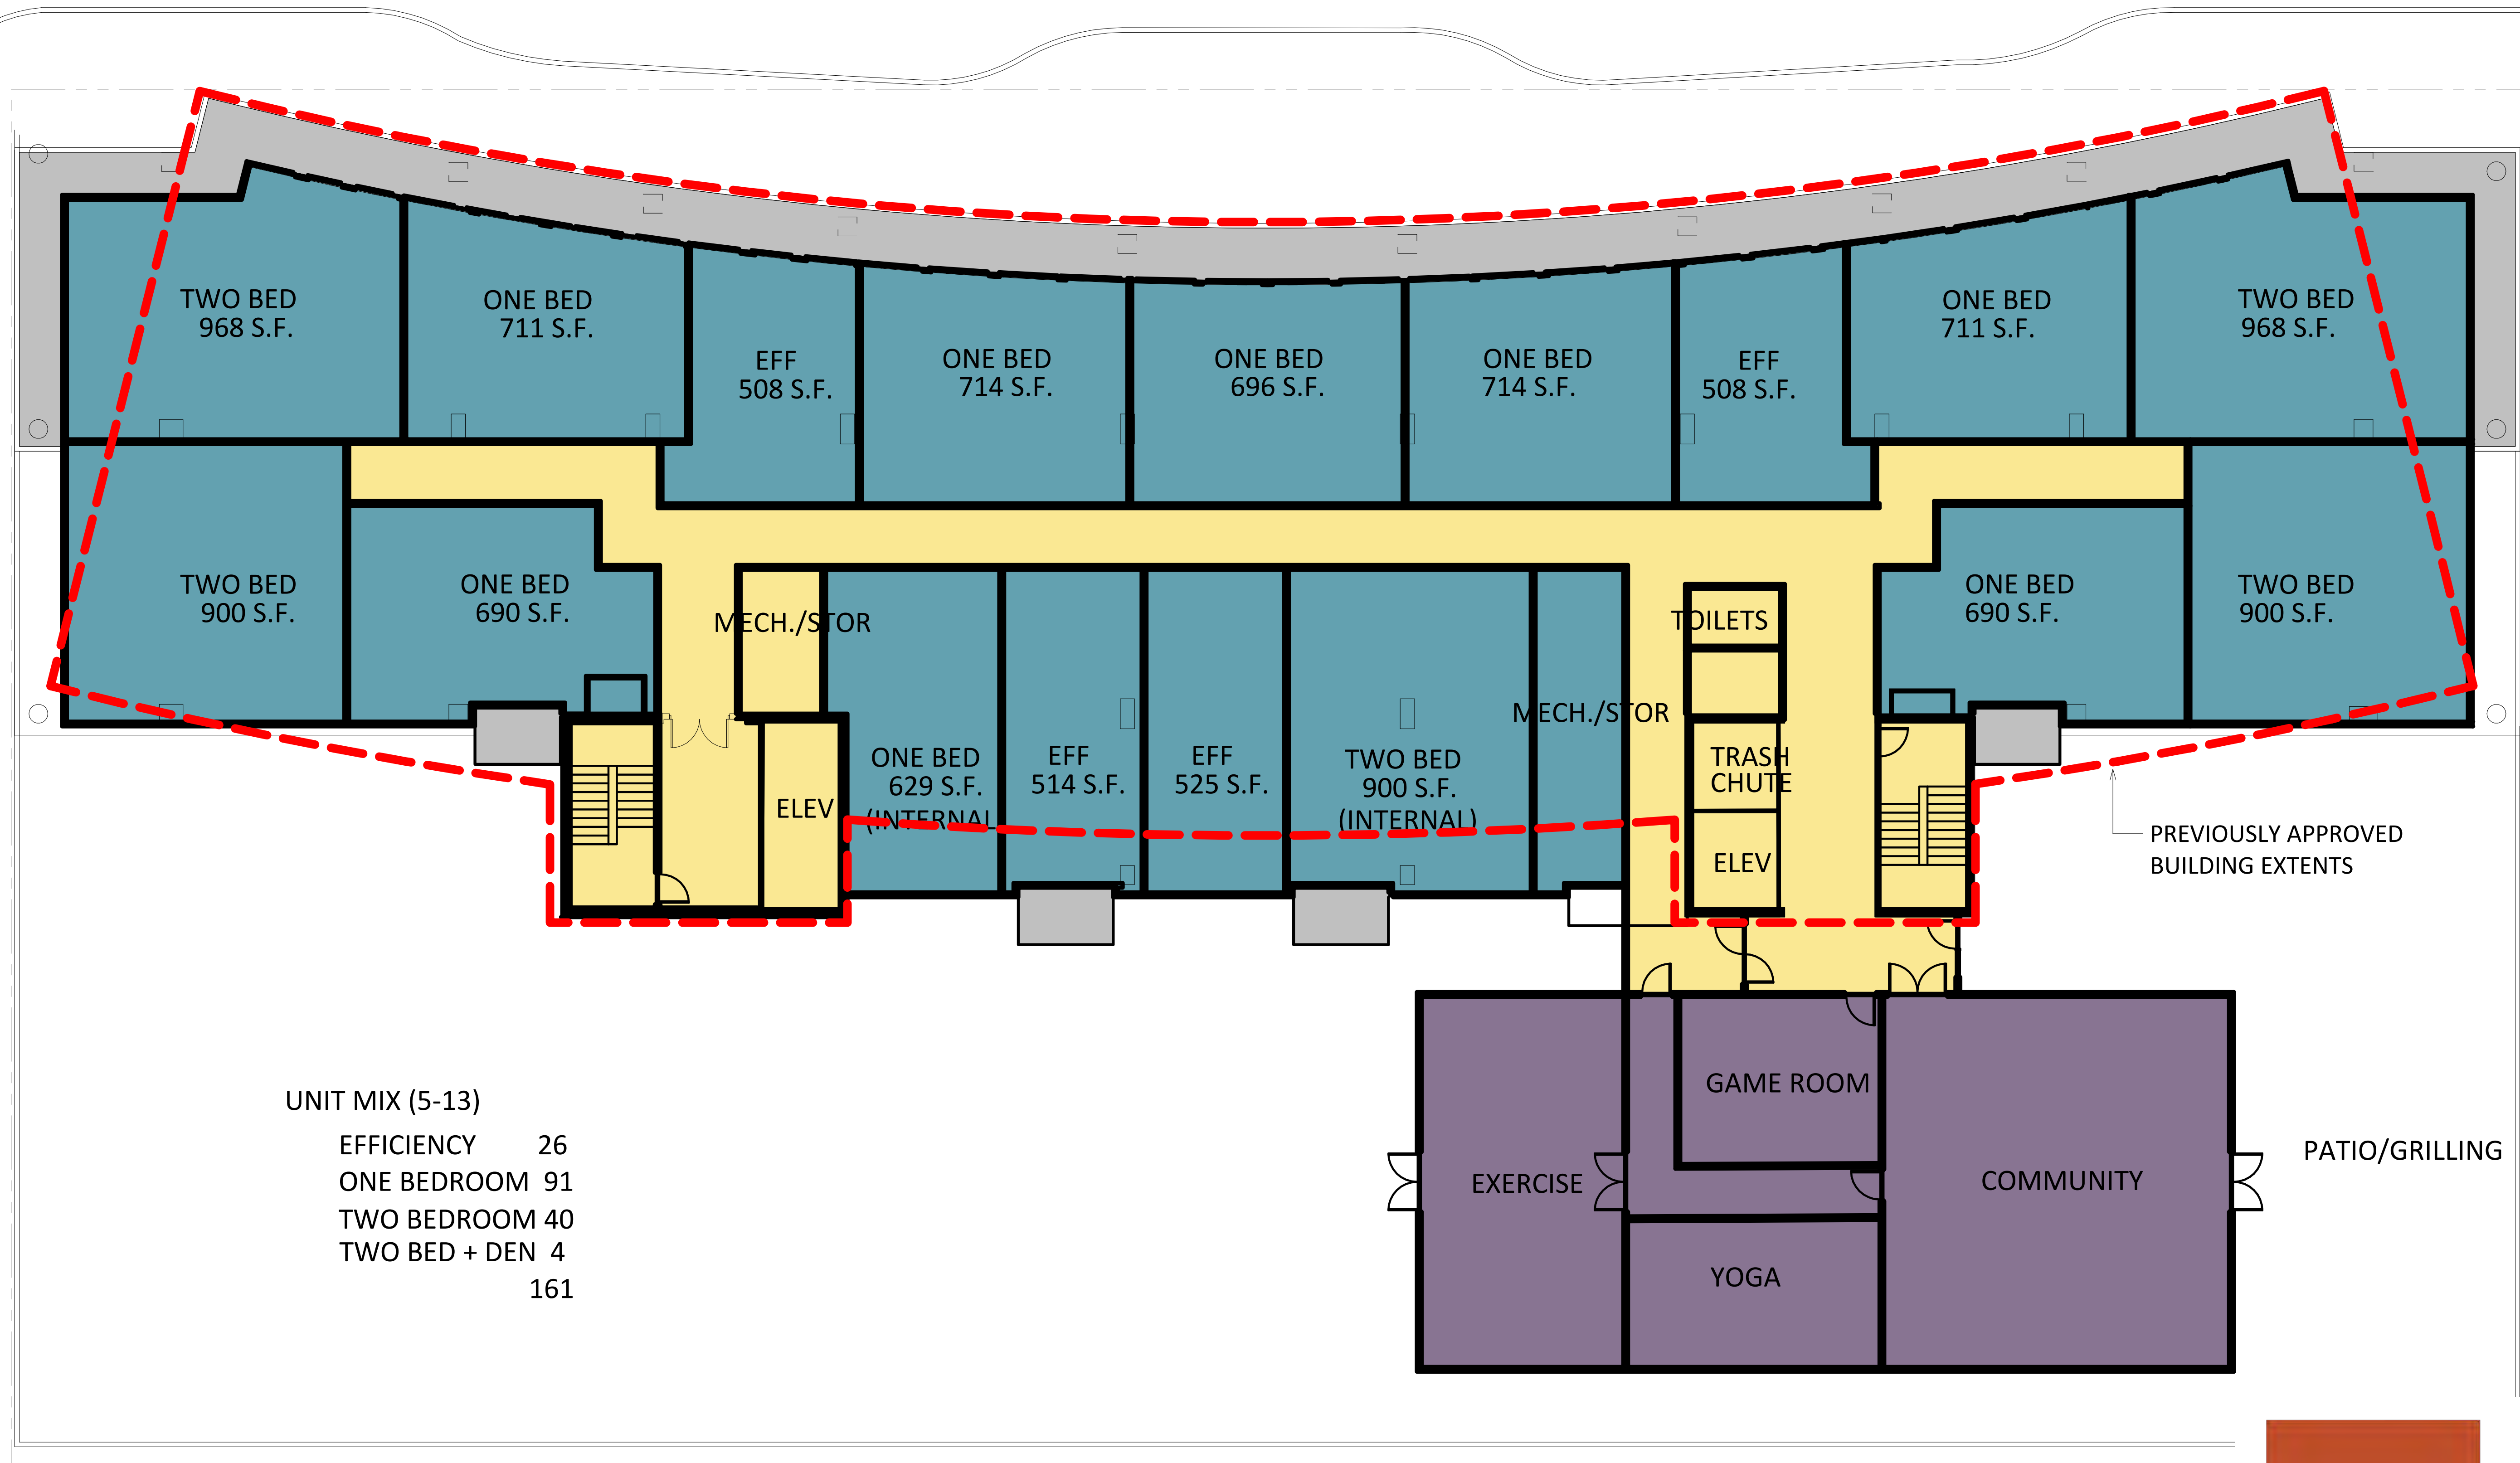 TWO BED
968 S.F.
ONE BED
711 S.F.
EFF
508 S.F.
ONE BED
714 S.F.
ONE BED
696 S.F.
ONE BED
714 S.F.
EFF
508 S.F.
ONE BED
711 S.F.
TWO BED
968 S.F.
TWO BED
900 S.F.
ONE BED
690 S.F.
MECH./STOR
ELEV
ONE BED
629 S.F.
(INTERNAL
EFF
514 S.F.
EFF
525 S.F.
TWO BED
900 S.F.
(INTERNAL)
MECH./STOR
TOILETS
TRASH
CHUTE
ELEV
ONE BED
690 S.F.
TWO BED
900 S.F.
PREVIOUSLY APPROVED
BUILDING EXTENTS
UNIT MIX (5-13)
EFFICIENCY 26
ONE BEDROOM 91
TWO BEDROOM 40
TWO BED + DEN 4
161
EXERCISE
GAME ROOM
YOGA
COMMUNITY
PATIO/GRILLING